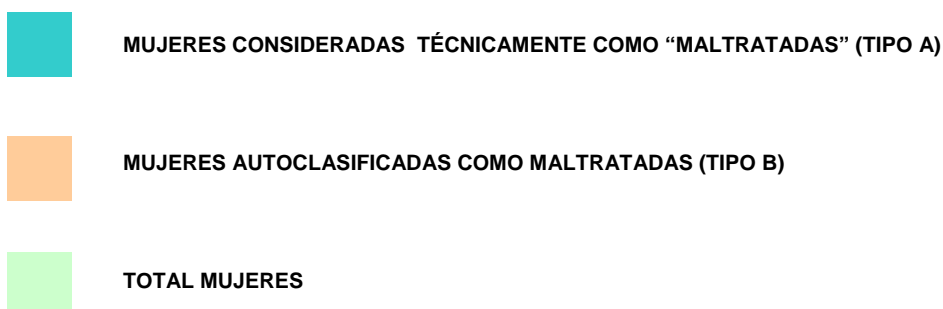 MUJERES CONSIDERADAS TÉCNICAMENTE COMO “MALTRATADAS” (TIPO A)
MUJERES AUTOCLASIFICADAS COMO MALTRATADAS (TIPO B)
TOTAL MUJERES